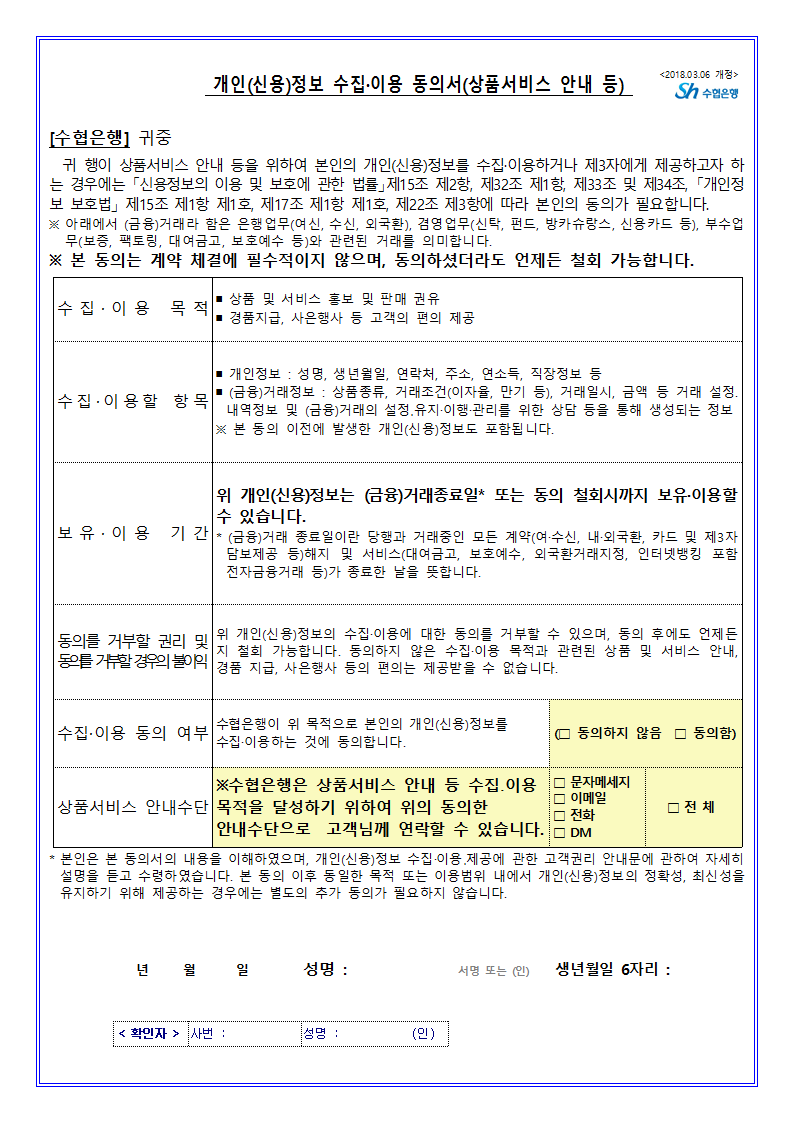 <2018.03.06 개정>
개인(신용)정보 수집·이용 동의서(상품서비스 안내 등)
Sh 수협은행
[수협은행] 귀중
귀 행이 상품서비스 안내 등을 위하여 본인의 개인(신용)정보를 수집·이용하거나 제3자에게 제공하고자 하
는 경우에는 「신용정보의 이용 및 보호에 관한 법률」제15조 제2항, 제32조 제1항, 제33조 및 제34조, 「개인정
보 보호법」 제15조 제1항 제1호, 제17조 제1항 제1호, 제22조 제3항에 따라 본인의 동의가 필요합니다.
※ 아래에서 (금융)거래라 함은 은행업무(여신, 수신, 외국환), 겸영업무(신탁, 펀드, 방카슈랑스, 신용카드 등), 부수업
무(보증, 팩토링, 대여금고, 보호예수 등)와 관련된 거래를 의미합니다.
※ 본 동의는 계약 체결에 필수적이지 않으며, 동의하셨더라도 언제든 철회 가능합니다.
수집·이용 목적
■ 상품 및 서비스 홍보 및 판매 권유
■ 경품지급, 사은행사 등 고객의 편의 제공
수집·이용할 항목
■ 개인정보 : 성명, 생년월일, 연락처, 주소, 연소득, 직장정보 등
■ (금융)거래정보 : 상품종류, 거래조건(이자율, 만기 등), 거래일시, 금액 등 거래 설정.
내역정보 및 (금융)거래의 설정.유지·이행·관리를 위한 상담 등을 통해 생성되는 정보
※ 본 동의 이전에 발생한 개인(신용)정보도 포함됩니다.
보유·이용 기간
위 개인(신용)정보는 (금융)거래종료일* 또는 동의 철회시까지 보유·이용할
수 있습니다.
* (금융)거래 종료일이란 당행과 거래중인 모든 계약(여·수신, 내·외국환, 카드 및 제3자
담보제공 등)해지 및 서비스(대여금고, 보호예수, 외국환거래지정, 인터넷뱅킹 포함
전자금융거래 등)가 종료한 날을 뜻합니다.
동의를 거부할 권리 및
동의를 거부할 경우의 불이익
위 개인(신용)정보의 수집·이용에 대한 동의를 거부할 수 있으며, 동의 후에도 언제든
지 철회 가능합니다. 동의하지 않은 수집·이용 목적과 관련된 상품 및 서비스 안내,
경품 지급, 사은행사 등의 편의는 제공받을 수 없습니다.
수집·이용 동의 여부
수협은행이 위 목적으로 본인의 개인(신용)정보를
수집·이용하는 것에 동의합니다.
(□ 동의하지 않음 □ 동의함)
상품서비스 안내수단
※수협은행은 상품서비스 안내 등 수집.이용
목적을 달성하기 위하여 위의 동의한
안내수단으로 고객님께 연락할 수 있습니다.
□ 문자메세지
□ 이메일
□ 전화
□ DM
□ 전 체
* 본인은 본 동의서의 내용을 이해하였으며, 개인(신용)정보 수집·이용.제공에 관한 고객권리 안내문에 관하여 자세히
설명을 듣고 수령하였습니다. 본 동의 이후 동일한 목적 또는 이용범위 내에서 개인(신용)정보의 정확성, 최신성을
유지하기 위해 제공하는 경우에는 별도의 추가 동의가 필요하지 않습니다.
년 월 일 성명 : 서명 또는 (인) 생년월일 6자리 :
< 확인자 > 사번 : 성명 : (인)